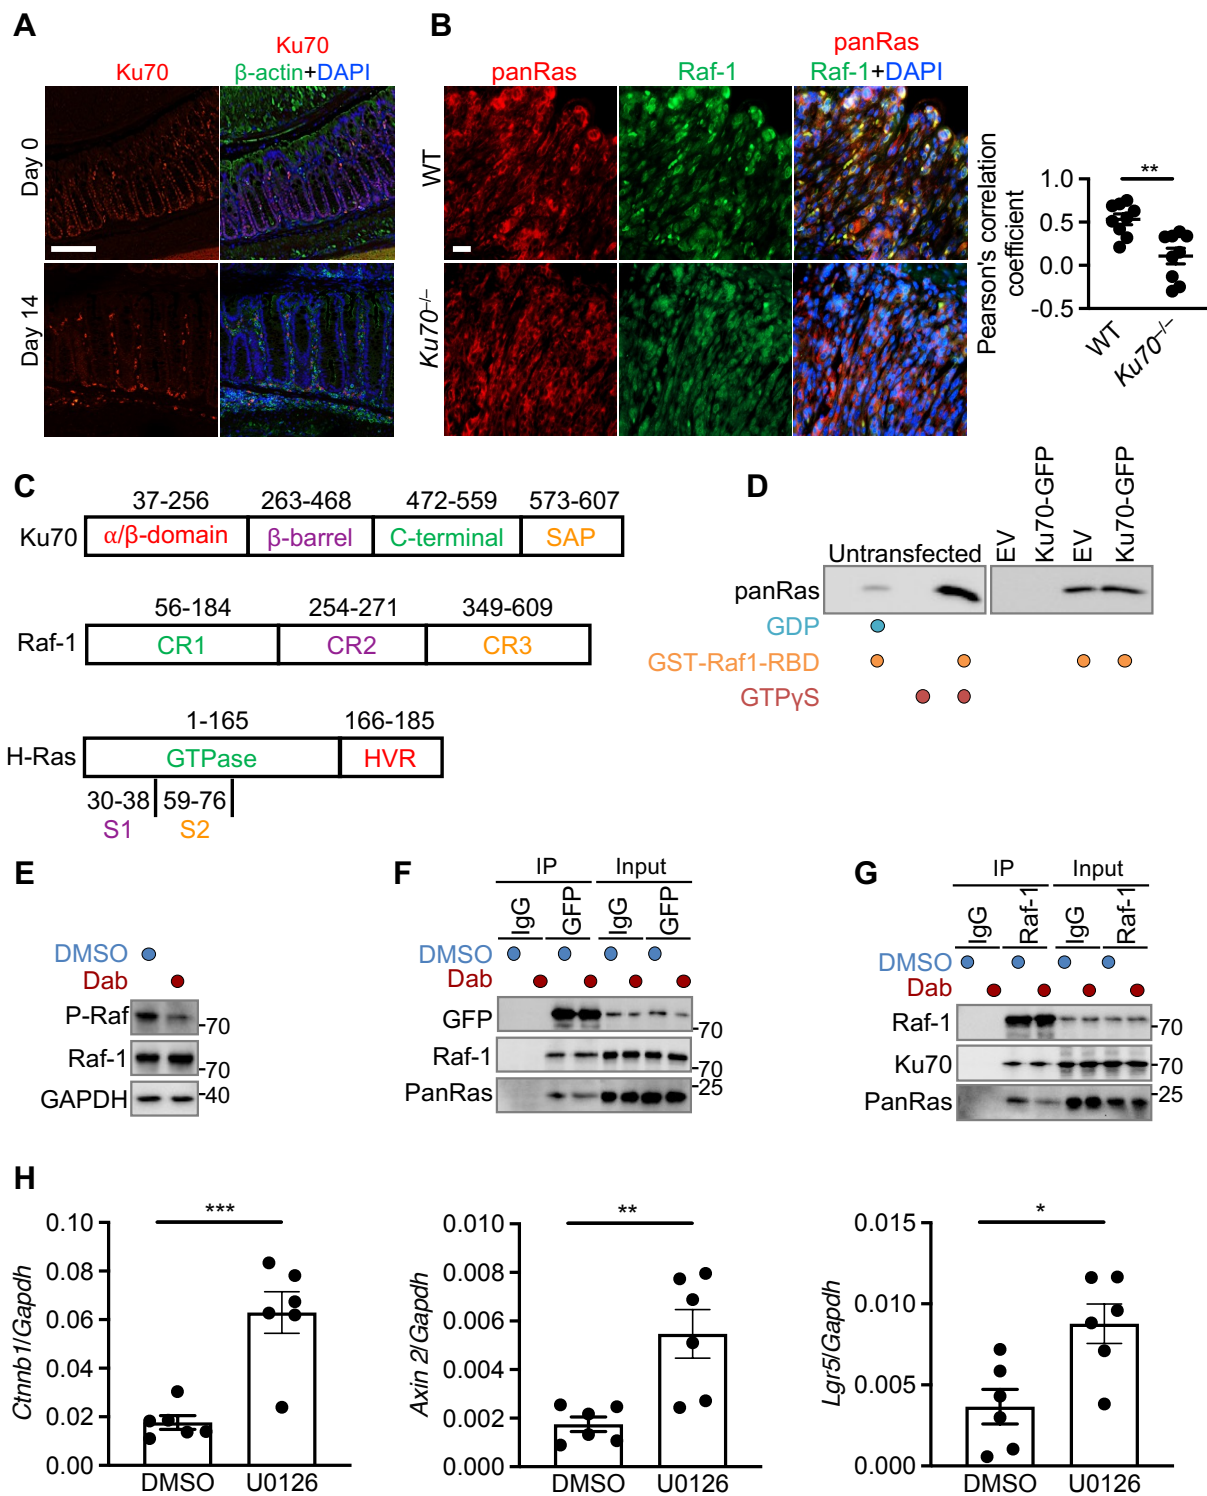 A
Ku70
Ku70
β-actin+DAPI
Day 0
Day 14
B
panRas
Raf-1
panRas
Raf-1+DAPI
WT
Ku70–/–
Pearson's correlation
coefficient
**
1.0
0.5
0.0
-0.5
WT
Ku70–/–
C
37-256 263-468 472-559 573-607
Ku70 α/β-domain β-barrel C-terminal SAP
56-184 254-271 349-609
Raf-1 CR1 CR2 CR3
1-165 166-185
H-Ras GTPase HVR
30-38 59-76
S1 S2
D
Untransfected EV Ku70-GFP EV Ku70-GFP
panRas
GDP
GST-Raf1-RBD
GTPγS
E
DMSO
Dab
P-Raf -70
Raf-1 -70
GAPDH -40
F
IP Input
IgG GFP IgG GFP
DMSO
Dab
GFP -70
Raf-1 -70
PanRas -25
G
IP Input
IgG Raf-1 IgG Raf-1
DMSO
Dab
Raf-1 -70
Ku70 -70
PanRas -25
H
Ctnnb1/Gapdh
***
0.10
0.08
0.06
0.04
0.02
0.00
DMSO U0126
Axin 2/Gapdh
**
0.010
0.008
0.006
0.004
0.002
0.000
DMSO U0126
Lgr5/Gapdh
*
0.015
0.010
0.005
0.000
DMSO U0126